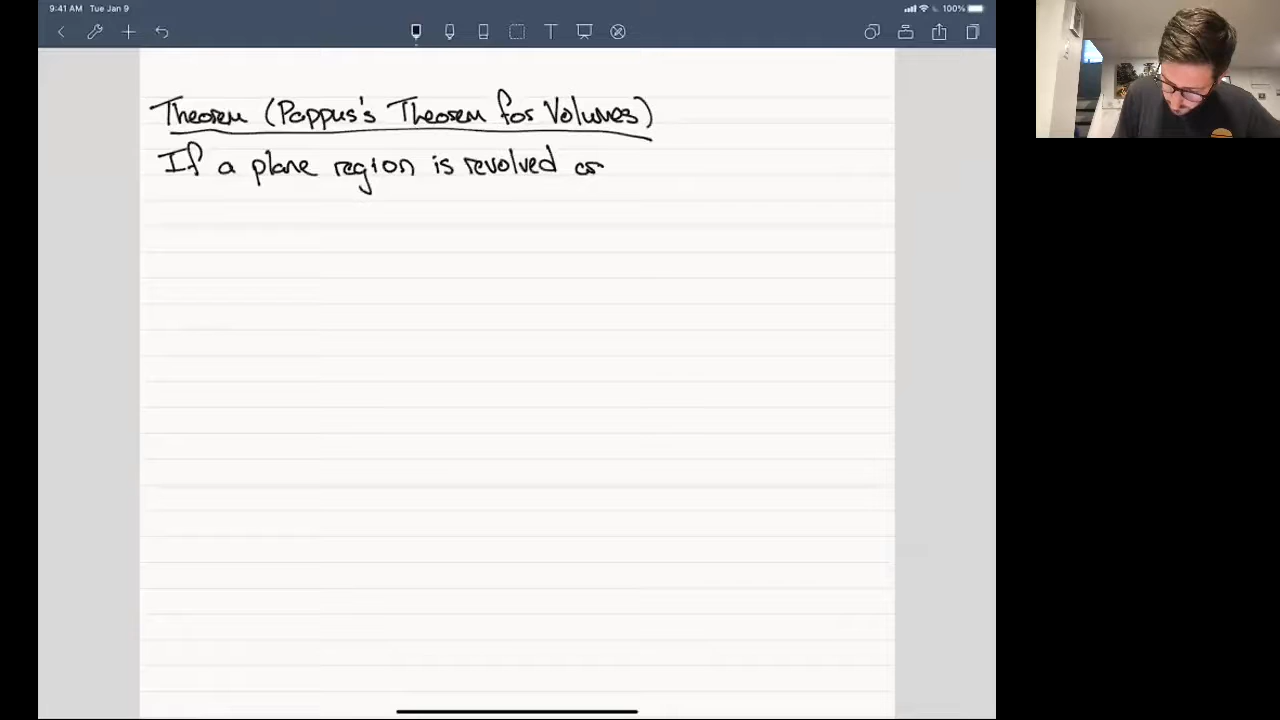 9:41 AM Tue Jan 9
100%
Theorem (Pappus's Theorem for Volumes)
If a plane region is revolved